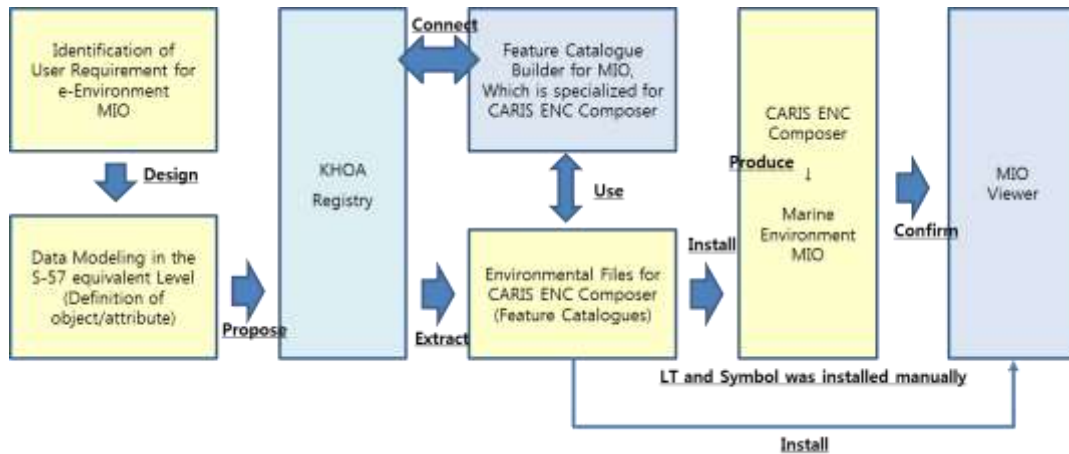 Identification of
User Requirement for
e-Environment
MIO
Design
Data Modeling in the
S-57 equivalent Level
(Definition of
object/attribute)
Propose
KHOA
Registry
Connect
Feature Catalogue
Builder for MIO,
Which is specialized for
CARIS ENC Composer
Use
Extract
Environmental Files for
CARIS ENC Composer
(Feature Catalogues)
Install
CARIS ENC
Composer
Produce
↓
Marine
Environment
MIO
Confirm
MIO
Viewer
LT and Symbol was installed manually
Install